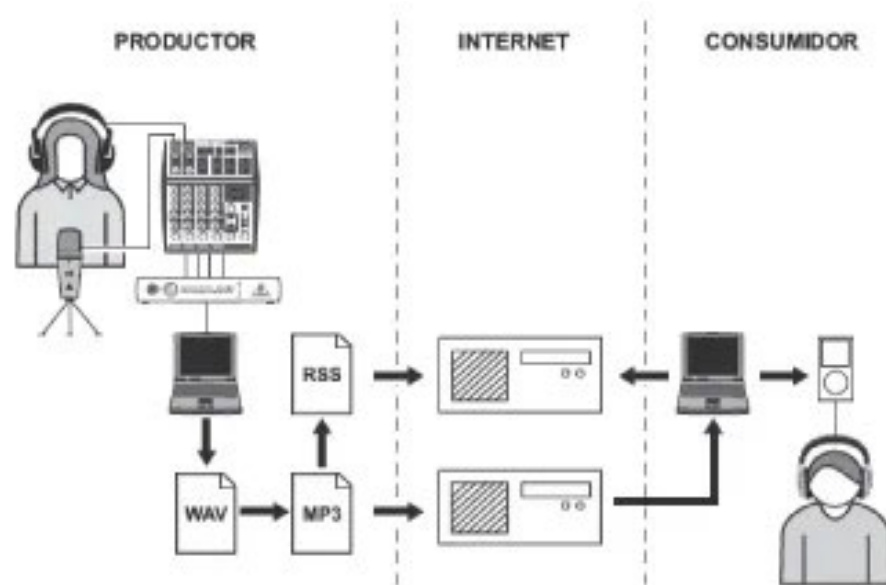 PRODUCTOR
INTERNET
CONSUMIDOR
RSS
WAV
MP3